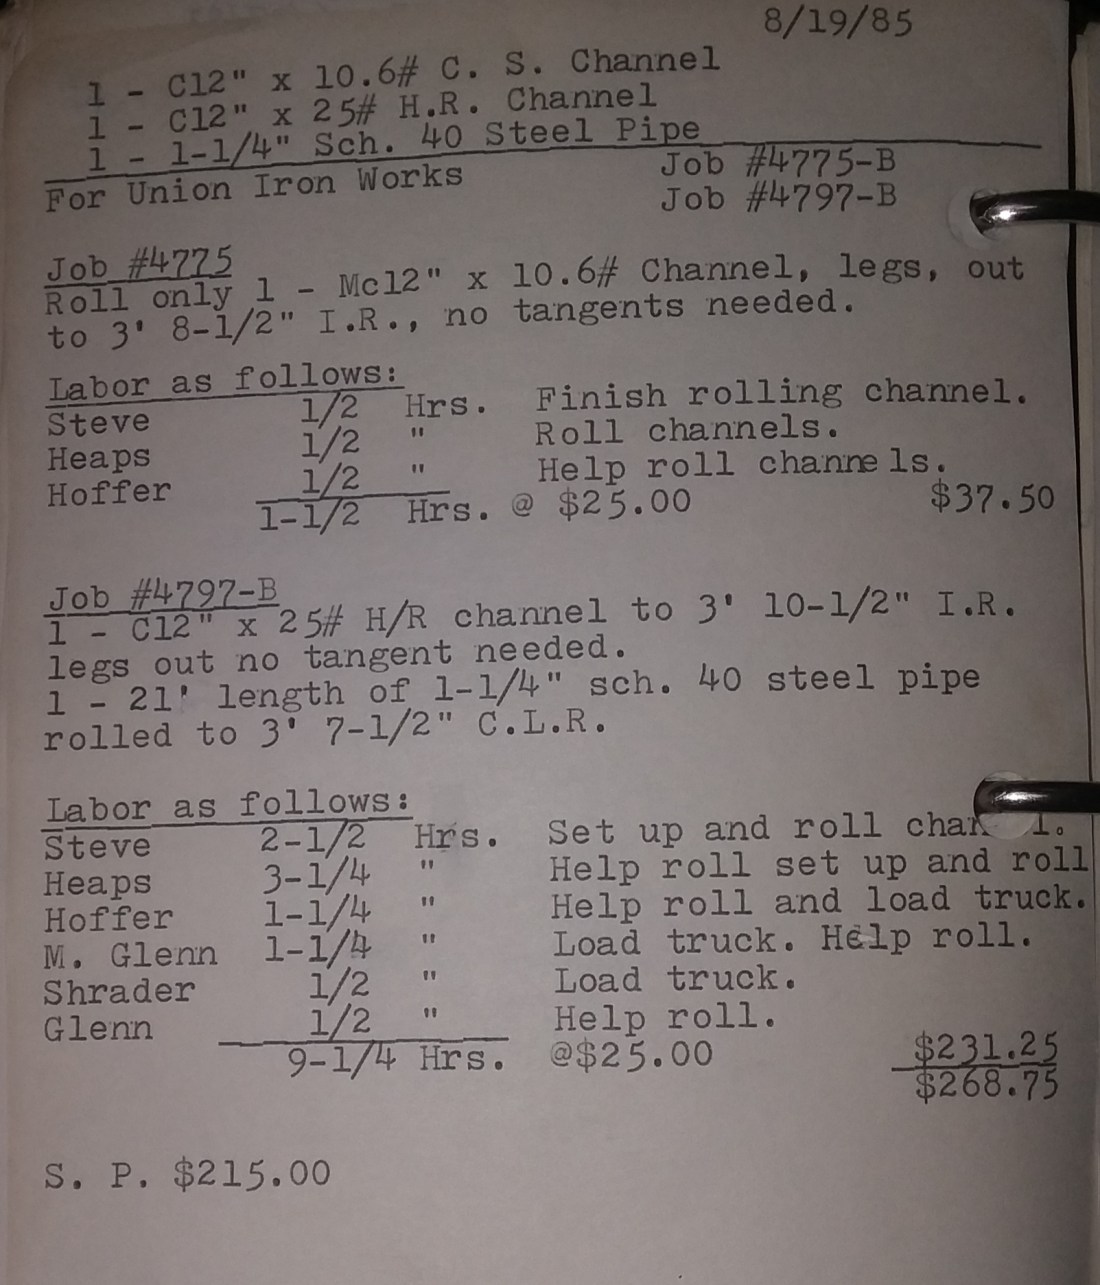 8/19/85
1 - C12" x 10.6# C. S. Channel
1 - C12" x 25# H.R. Channel
1 - 1-1/4" Sch. 40 Steel Pipe
For Union Iron Works Job #4775-B
Job #4797-B
Job #4775
Roll only 1 - Mc12" x 10.6# Channel, legs, out
to 3' 8-1/2" I.R., no tangents needed.
Labor as follows:
Steve 1/2 Hrs. Finish rolling channel.
Heaps 1/2 " Roll channels.
Hoffer 1/2 " Help roll channels.
1-1/2 Hrs. @ $25.00 $37.50
Job #4797-B
1 - C12" x 25# H/R channel to 3' 10-1/2" I.R.
legs out no tangent needed.
1 - 21' length of 1-1/4" sch. 40 steel pipe
rolled to 3' 7-1/2" C.L.R.
Labor as follows:
Steve 2-1/2 Hrs. Set up and roll
Heaps 3-1/4 " Help roll set up and roll
Hoffer 1-1/4 " Help roll and load truck.
M. Glenn 1-1/4 " Load truck. Help roll.
Shrader 1/2 " Load truck.
Glenn 1/2 " Help roll.
9-1/4 Hrs. @$25.00 $231.25
$268.75
S. P. $215.00